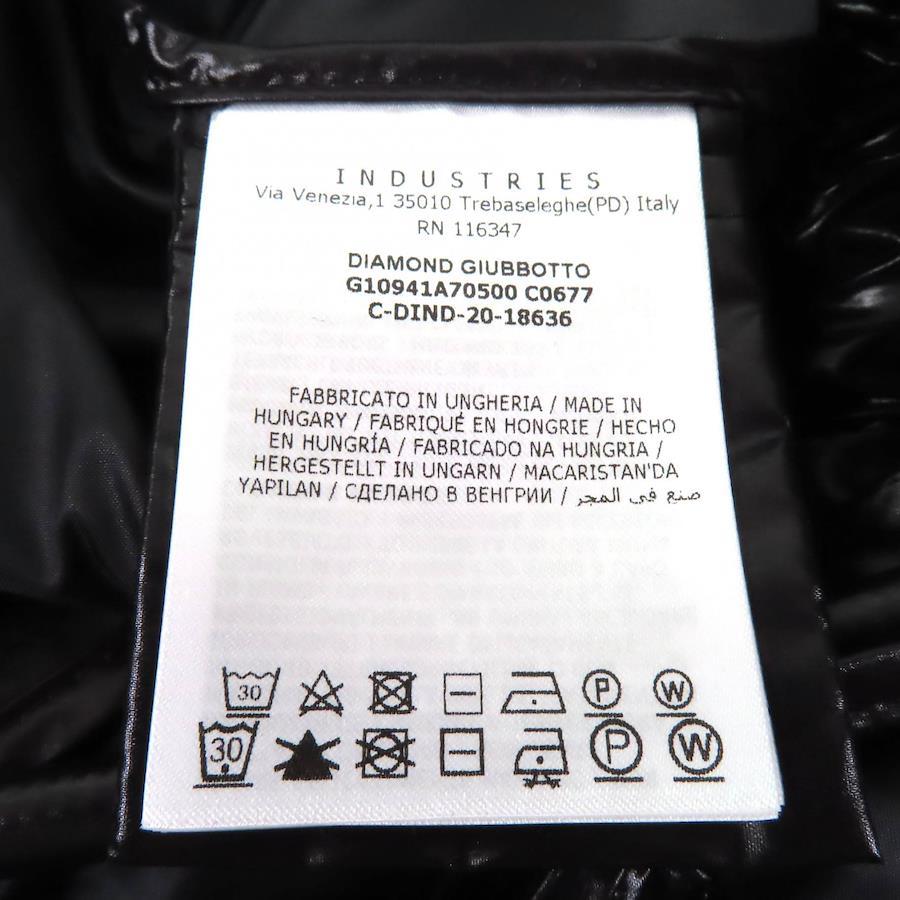 INDUSTRIES
Via Venezia,1 35010 Trebaseleghe(PD) Italy
RN 116347
DIAMOND GIUBBOTTO
G10941A70500 C0677
C-DIND-20-18636
FABBRICATO IN UNGHERIA / MADE IN
HUNGARY / FABRIQUÉ EN HONGRIE / HECHO
EN HUNGRÍA / FABRICADO NA HUNGRIA /
HERGESTELLT IN UNGARN / MACARISTAN'DA
YAPILAN / СДЕЛАНО В ВЕНГРИИ / صنع في المجر
30 P W
30 P W